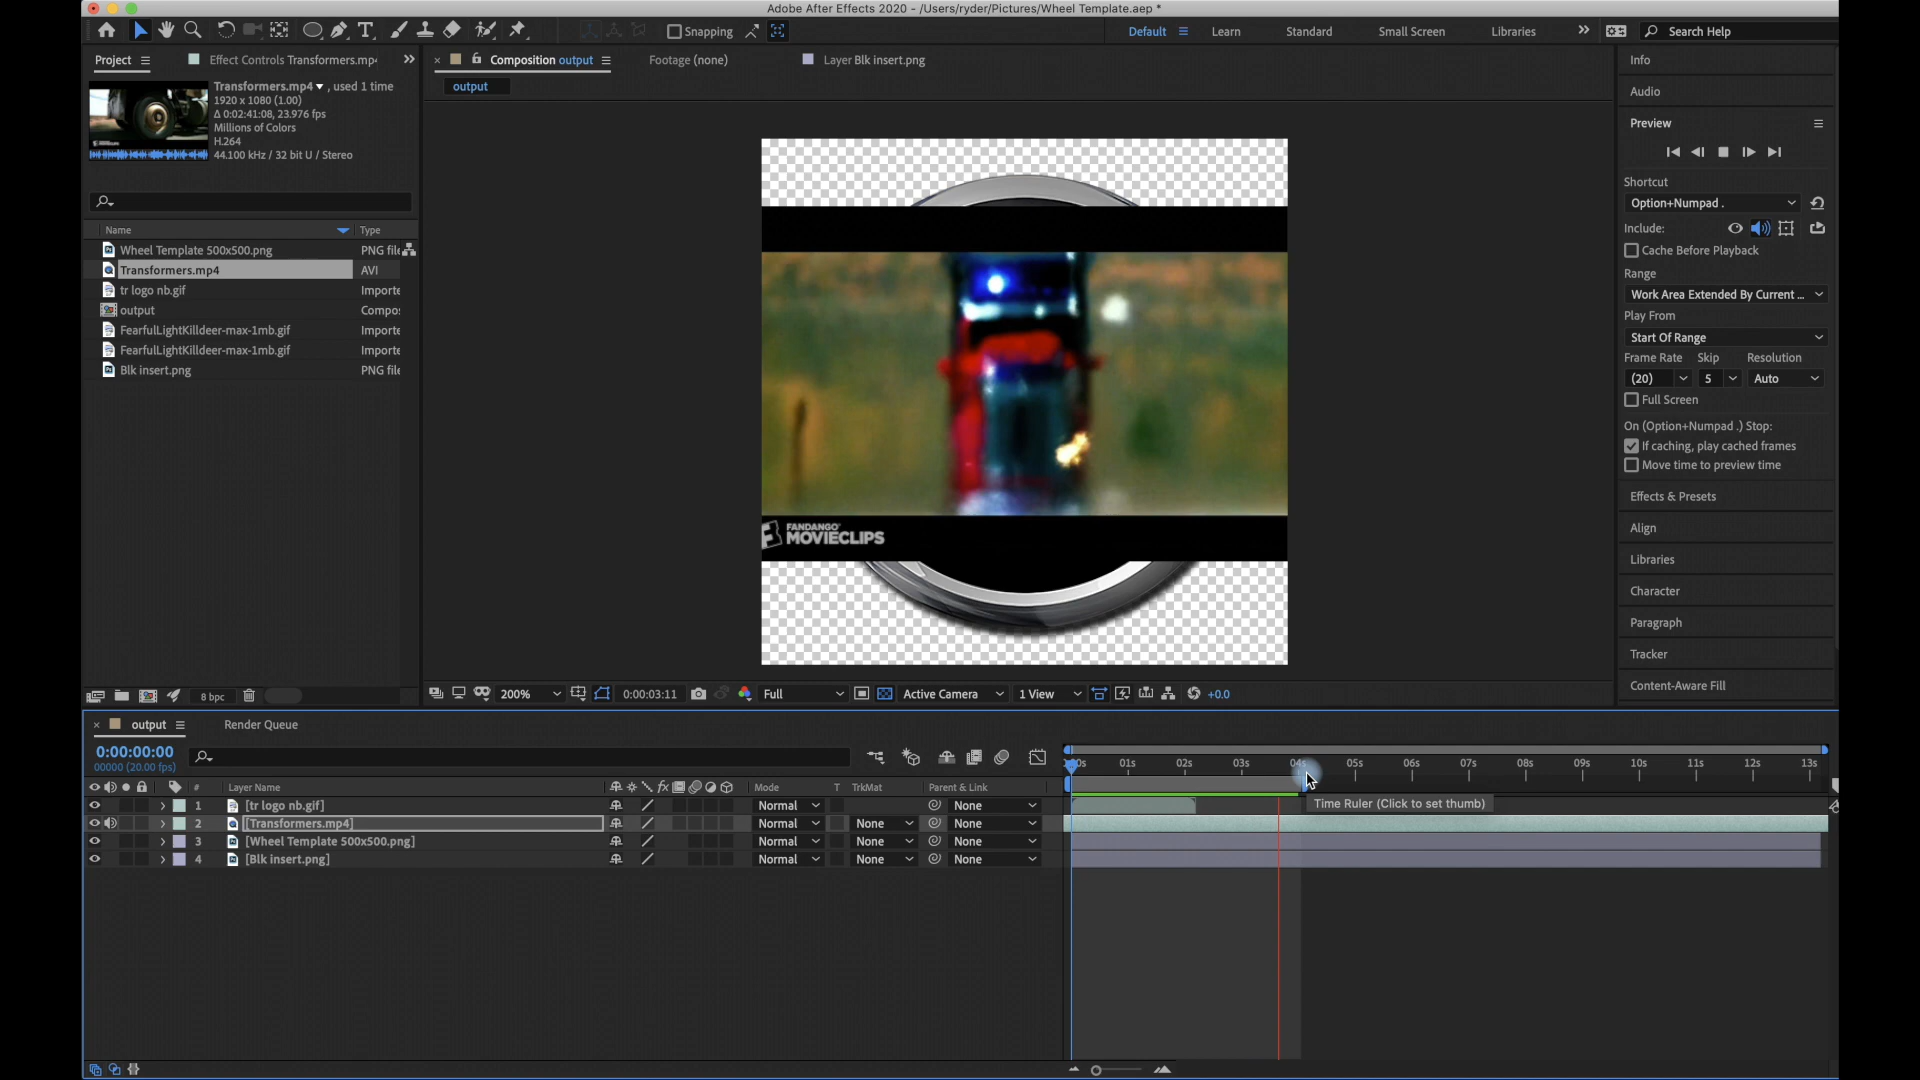 Adobe After Effects 2020 - /Users/ryder/Pictures/Wheel Template.aep *
Snapping
Default
Learn
Standard
Small Screen
Libraries
Search Help
Project
Effect Controls Transformers.mp
Composition output
Footage (none)
Layer Blk insert.png
output
Transformers.mp4 , used 1 time
1920 x 1080 (1.00)
Δ 0:02:41:08, 23.976 fps
Millions of Colors
H.264
44.100 kHz / 32 bit U / Stereo
Name Type
Wheel Template 500x500.png PNG file
Transformers.mp4 AVI
tr logo nb.gif Importe
output Compos
FearfulLightKilldeer-max-1mb.gif Importe
FearfulLightKilldeer-max-1mb.gif Importe
Blk insert.png PNG file
8 bpc
FANDANGO
MOVIECLIPS
200%
0:00:03:11
Full
Active Camera
1 View
+0.0
Info
Audio
Preview
Shortcut
Option+Numpad .
Include:
Cache Before Playback
Range
Work Area Extended By Current ...
Play From
Start Of Range
Frame Rate Skip Resolution
(20) 5 Auto
Full Screen
On (Option+Numpad .) Stop:
If caching, play cached frames
Move time to preview time
Effects & Presets
Align
Libraries
Character
Paragraph
Tracker
Content-Aware Fill
output
Render Queue
0:00:00:00
00000 (20.00 fps)
# Layer Name Mode T TrkMat Parent & Link
1 [tr logo nb.gif] Normal None
2 [Transformers.mp4] Normal None None
3 [Wheel Template 500x500.png] Normal None None
4 [Blk insert.png] Normal None None
0s 01s 02s 03s 04s 05s 06s 07s 08s 09s 10s 11s 12s 13s
Time Ruler (Click to set thumb)